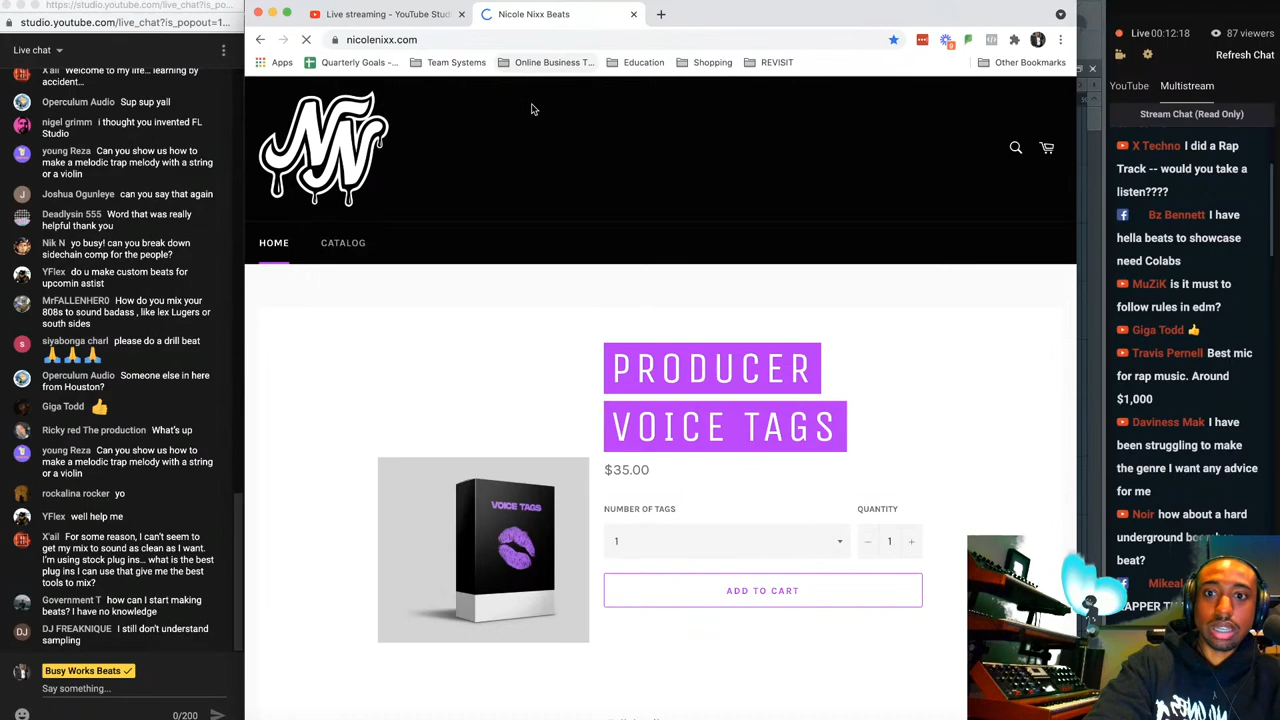 https://studio.youtube.com/live_chat?is_po...
studio.youtube.com/live_chat?is_popout=1...
Live chat
X'ail Welcome to my life... learning by
accident...
Operculum Audio Sup sup yall
nigel grimm i thought you invented FL
Studio
young Reza Can you show us how to
make a melodic trap melody with a string
or a violin
J
Joshua Ogunleye can you say that again
Deadlysin 555 Word that was really
helpful thank you
Nik N yo busy! can you break down
sidechain comp for the people?
YFlex do u make custom beats for
upcomin astist
MrFALLENHER0 How do you mix your
808s to sound badass , like lex Lugers or
south sides
S
siyabonga charl please do a drill beat
🙏🙏🙏
Operculum Audio Someone else in here
from Houston?
Giga Todd 👍
Ricky red The production What's up
young Reza Can you show us how to
make a melodic trap melody with a string
or a violin
rockalina rocker yo
YFlex well help me
X'ail For some reason, I can't seem to
get my mix to sound as clean as I want.
I'm using stock plug ins... what is the best
plug ins I can use that give me the best
tools to mix?
Government T how can I start making
beats? I have no knowledge
DJ
DJ FREAKNIQUE I still don't understand
sampling
Busy Works Beats ✓
Say something...
0/200
Live streaming - YouTube Stud
Nicole Nixx Beats
nicolenixx.com
Apps
Quarterly Goals -...
Team Systems
Online Business T...
Education
Shopping
REVISIT
Other Bookmarks
NN
HOME
CATALOG
PRODUCER
VOICE TAGS
$35.00
NUMBER OF TAGS
QUANTITY
1
− 1 +
ADD TO CART
VOICE TAGS
Live 00:12:18
87 viewers
Refresh Chat
YouTube
Multistream
Stream Chat (Read Only)
X Techno I did a Rap
Track -- would you take a
listen????
Bz Bennett I have
hella beats to showcase
need Colabs
MuZiK is it must to
follow rules in edm?
Giga Todd 👍
Travis Pernell Best mic
for rap music. Around
$1,000
Daviness Mak I have
been struggling to make
the genre I want any advice
for me
Noir how about a hard
underground
beat?
Mikeal